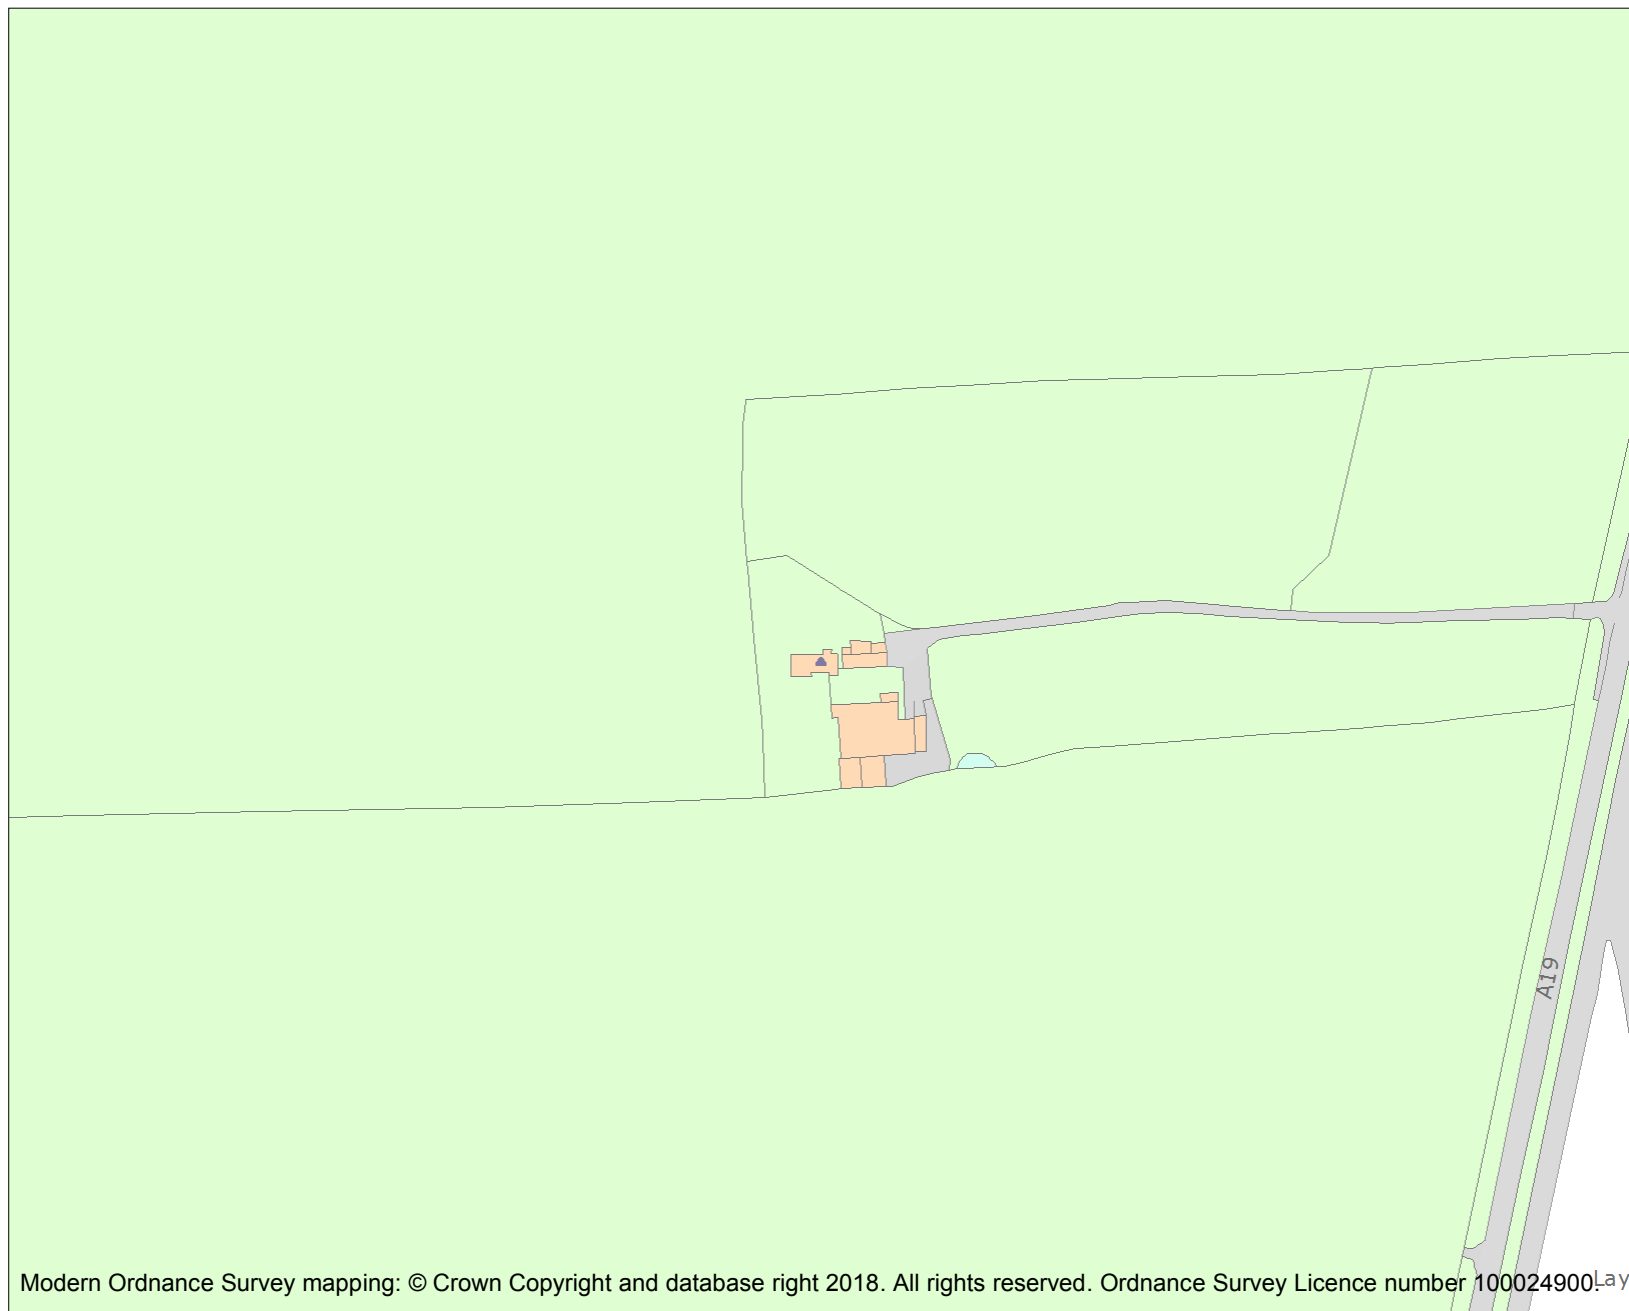 A19
Modern Ordnance Survey mapping: © Crown Copyright and database right 2018. All rights reserved. Ordnance Survey Licence number 100024900.
Lay